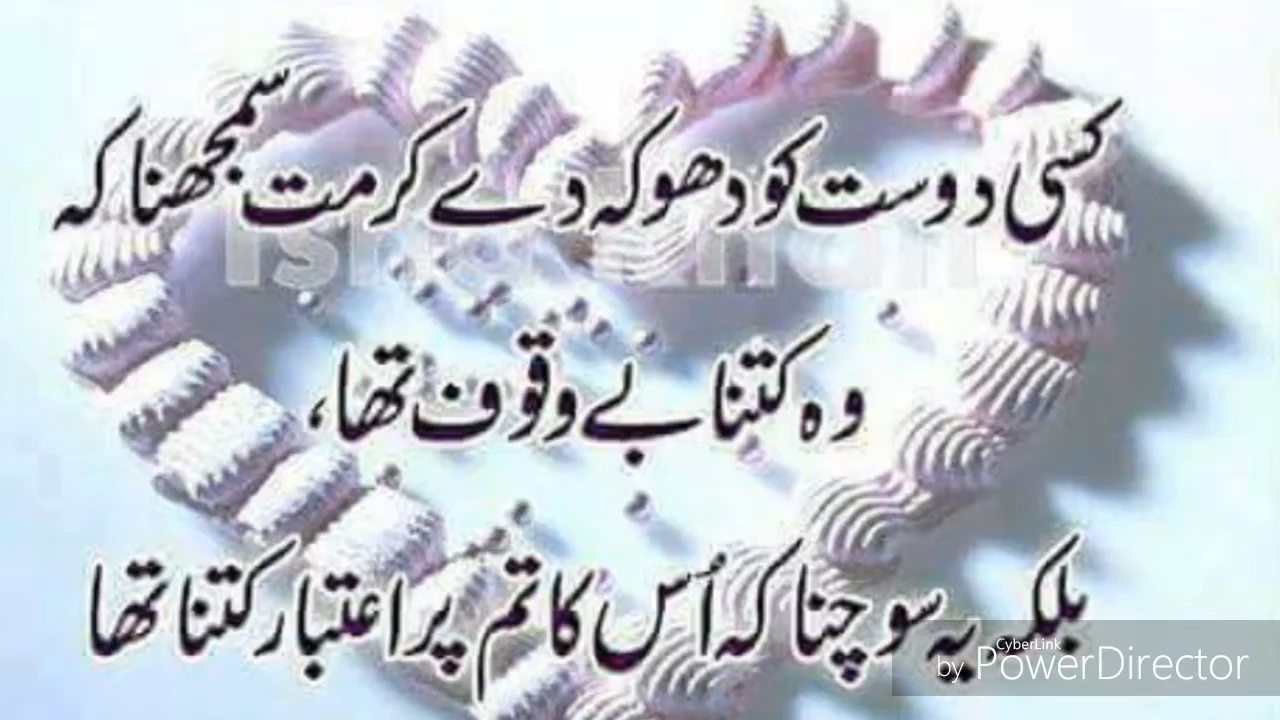 کسی دوست کو دھوکہ دے کر مت سمجھنا کہ
وہ کتنا بے وقوف تھا،
بلکہ یہ سوچنا کہ اُس کا تم پر اعتبار کتنا تھا
CyberLink
by PowerDirector